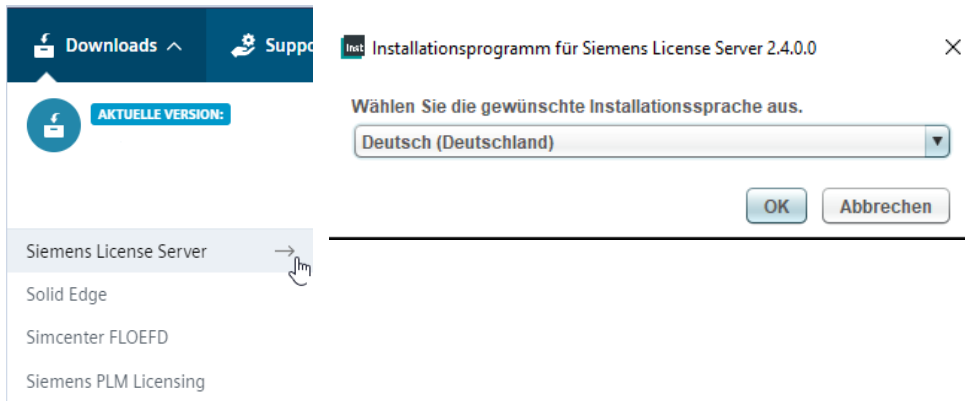 Downloads
Suppo
AKTUELLE VERSION:
Siemens License Server
Solid Edge
Simcenter FLOEFD
Siemens PLM Licensing
Inst Installationsprogramm für Siemens License Server 2.4.0.0
Wählen Sie die gewünschte Installationssprache aus.
Deutsch (Deutschland)
OK
Abbrechen